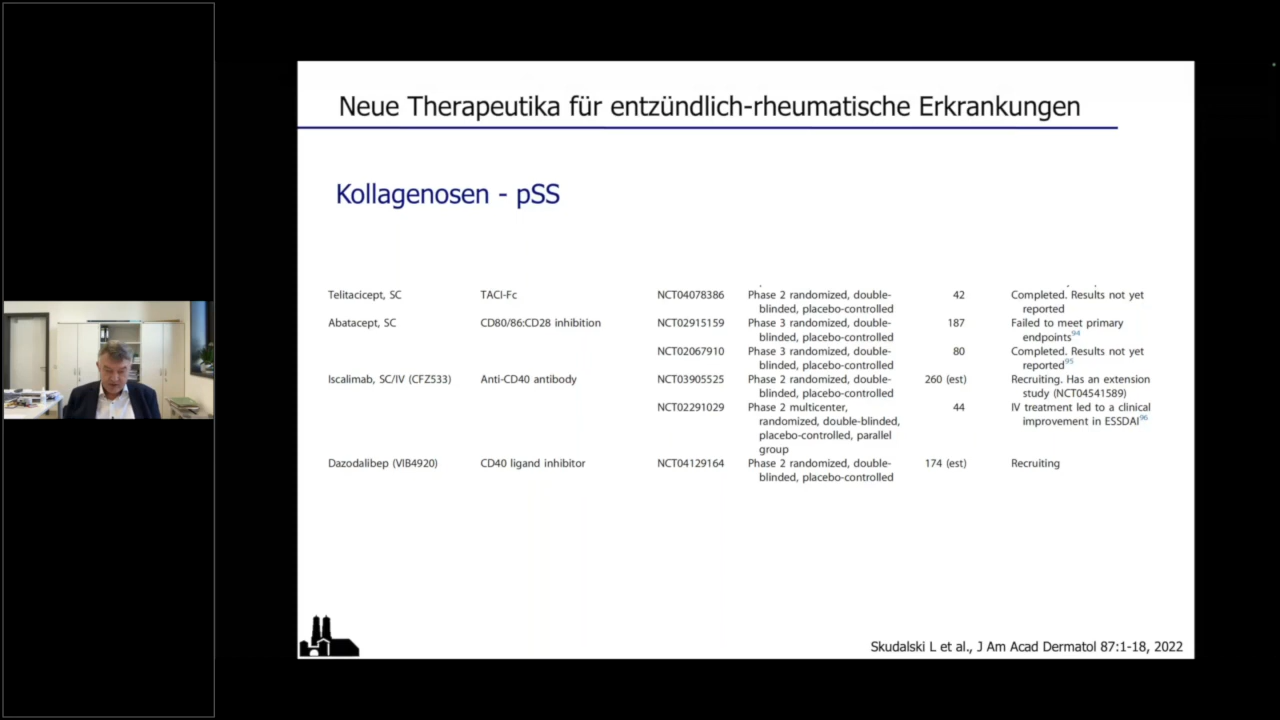 Neue Therapeutika für entzündlich-rheumatische Erkrankungen
Kollagenosen - pSS
Telitacicept, SC TACI-Fc NCT04078386 Phase 2 randomized, double- 42 Completed. Results not yet
blinded, placebo-controlled reported
Abatacept, SC CD80/86:CD28 inhibition NCT02915159 Phase 3 randomized, double- 187 Failed to meet primary
blinded, placebo-controlled endpoints94
NCT02067910 Phase 3 randomized, double- 80 Completed. Results not yet
blinded, placebo-controlled reported95
Iscalimab, SC/IV (CFZ533) Anti-CD40 antibody NCT03905525 Phase 2 randomized, double- 260 (est) Recruiting. Has an extension
blinded, placebo-controlled study (NCT04541589)
NCT02291029 Phase 2 multicenter, 44 IV treatment led to a clinical
randomized, double-blinded, improvement in ESSDAI96
placebo-controlled, parallel
group
Dazodalibep (VIB4920) CD40 ligand inhibitor NCT04129164 Phase 2 randomized, double- 174 (est) Recruiting
blinded, placebo-controlled
Skudalski L et al., J Am Acad Dermatol 87:1-18, 2022